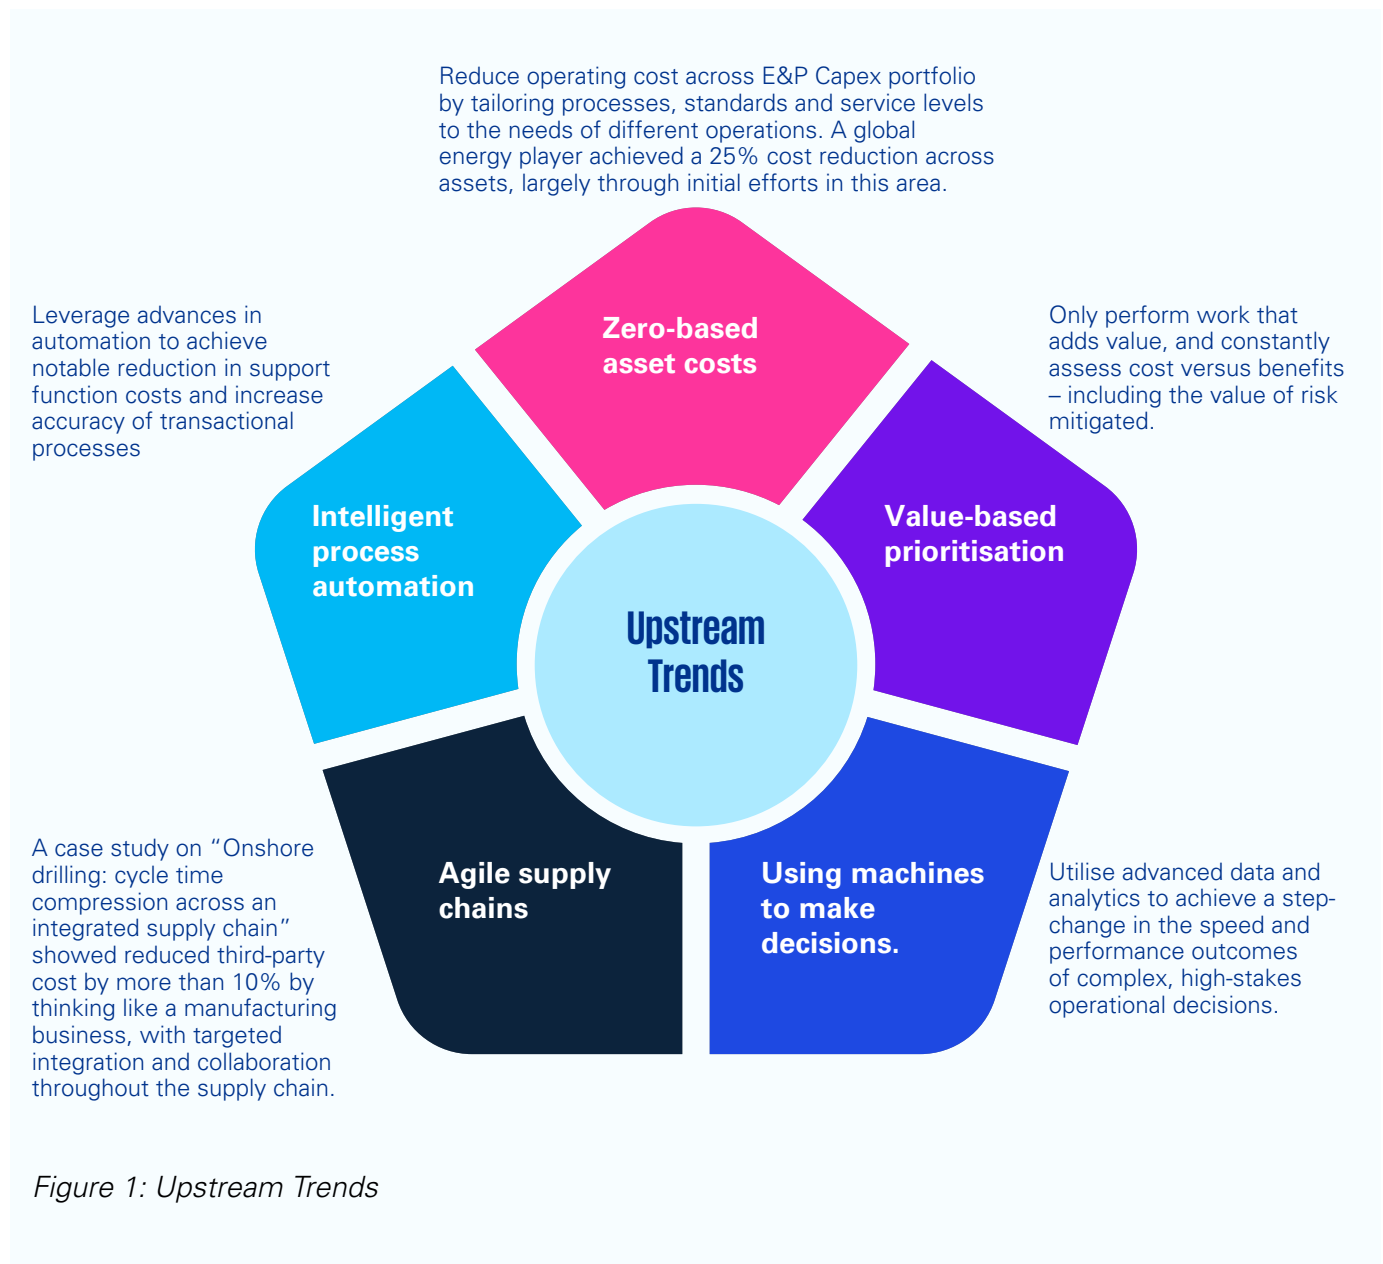 Reduce operating cost across E&P Capex portfolio
by tailoring processes, standards and service levels
to the needs of different operations. A global
energy player achieved a 25% cost reduction across
assets, largely through initial efforts in this area.
Zero-based
asset costs
Leverage advances in
automation to achieve
notable reduction in support
function costs and increase
accuracy of transactional
processes
Only perform work that
adds value, and constantly
assess cost versus benefits
– including the value of risk
mitigated.
Intelligent
process
automation
Value-based
prioritisation
Upstream
Trends
Agile supply
chains
Using machines
to make
decisions.
A case study on “Onshore
drilling: cycle time
compression across an
integrated supply chain”
showed reduced third-party
cost by more than 10% by
thinking like a manufacturing
business, with targeted
integration and collaboration
throughout the supply chain.
Utilise advanced data and
analytics to achieve a step-
change in the speed and
performance outcomes
of complex, high-stakes
operational decisions.
Figure 1: Upstream Trends